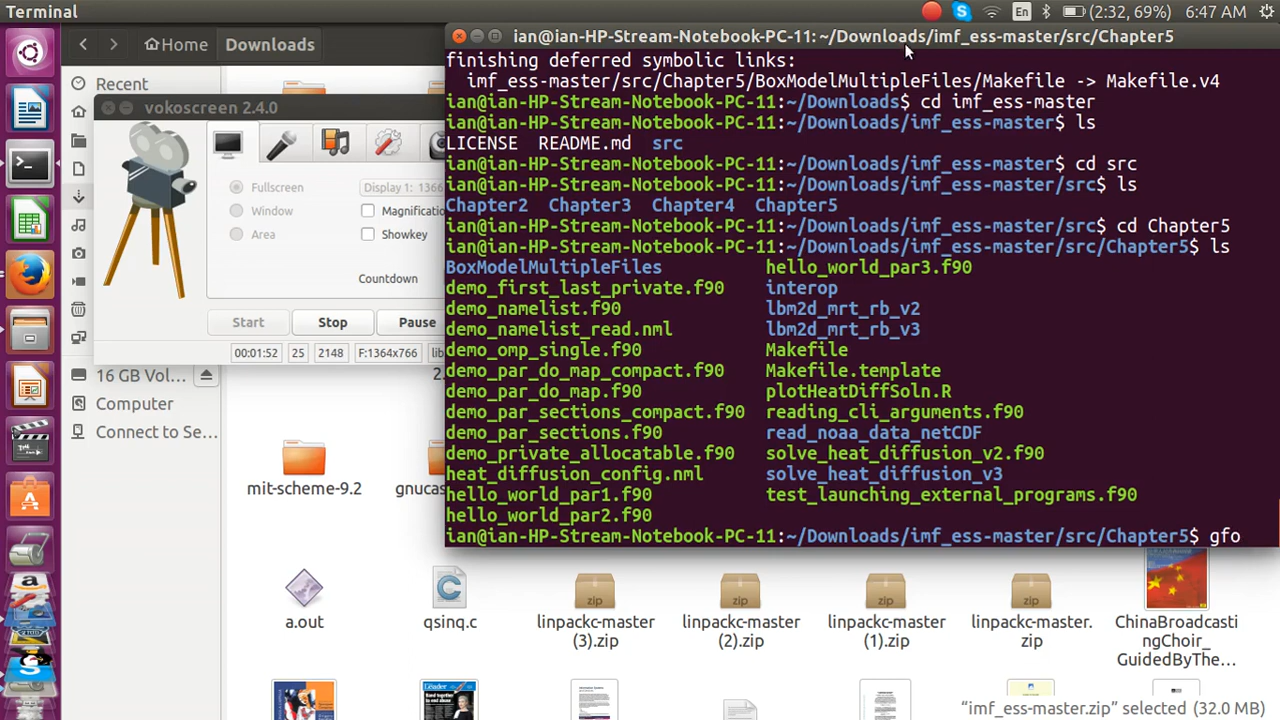 Terminal
En
(2:32, 69%)
6:47 AM
Home
Downloads
Recent
16 GB Vol...
Computer
Connect to Se...
vokoscreen 2.4.0
Fullscreen
Display 1: 1366
Window
Magnificatio
Area
Showkey
Countdown
Start
Stop
Pause
00:01:52
25
2148
F:1364x766
lib
2.
ian@ian-HP-Stream-Notebook-PC-11:~/Downloads/imf_ess-master/src/Chapter5
finishing deferred symbolic links:
imf_ess-master/src/Chapter5/BoxModelMultipleFiles/Makefile -> Makefile.v4
ian@ian-HP-Stream-Notebook-PC-11:~/Downloads$ cd imf_ess-master
ian@ian-HP-Stream-Notebook-PC-11:~/Downloads/imf_ess-master$ ls
LICENSE README.md src
ian@ian-HP-Stream-Notebook-PC-11:~/Downloads/imf_ess-master$ cd src
ian@ian-HP-Stream-Notebook-PC-11:~/Downloads/imf_ess-master/src$ ls
Chapter2 Chapter3 Chapter4 Chapter5
ian@ian-HP-Stream-Notebook-PC-11:~/Downloads/imf_ess-master/src$ cd Chapter5
ian@ian-HP-Stream-Notebook-PC-11:~/Downloads/imf_ess-master/src/Chapter5$ ls
BoxModelMultipleFiles hello_world_par3.f90
demo_first_last_private.f90 interop
demo_namelist.f90 lbm2d_mrt_rb_v2
demo_namelist_read.nml lbm2d_mrt_rb_v3
demo_omp_single.f90 Makefile
demo_par_do_map_compact.f90 Makefile.template
demo_par_do_map.f90 plotHeatDiffSoln.R
demo_par_sections_compact.f90 reading_cli_arguments.f90
demo_par_sections.f90 read_noaa_data_netCDF
demo_private_allocatable.f90 solve_heat_diffusion_v2.f90
heat_diffusion_config.nml solve_heat_diffusion_v3
hello_world_par1.f90 test_launching_external_programs.f90
hello_world_par2.f90
ian@ian-HP-Stream-Notebook-PC-11:~/Downloads/imf_ess-master/src/Chapter5$ gfo
mit-scheme-9.2
gnucas
a.out
qsinq.c
linpackc-master
(3).zip
linpackc-master
(2).zip
linpackc-master
(1).zip
linpackc-master.
zip
ChinaBroadcasti
ngChoir_
GuidedByThe...
Leader
"imf_ess-master.zip" selected (32.0 MB)